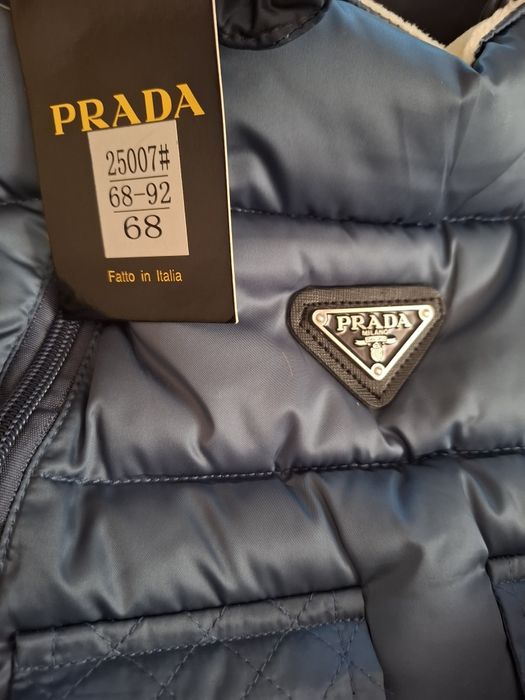 PRADA
25007#
68-92
68
Fatto in Italia
PRADA
MILANO